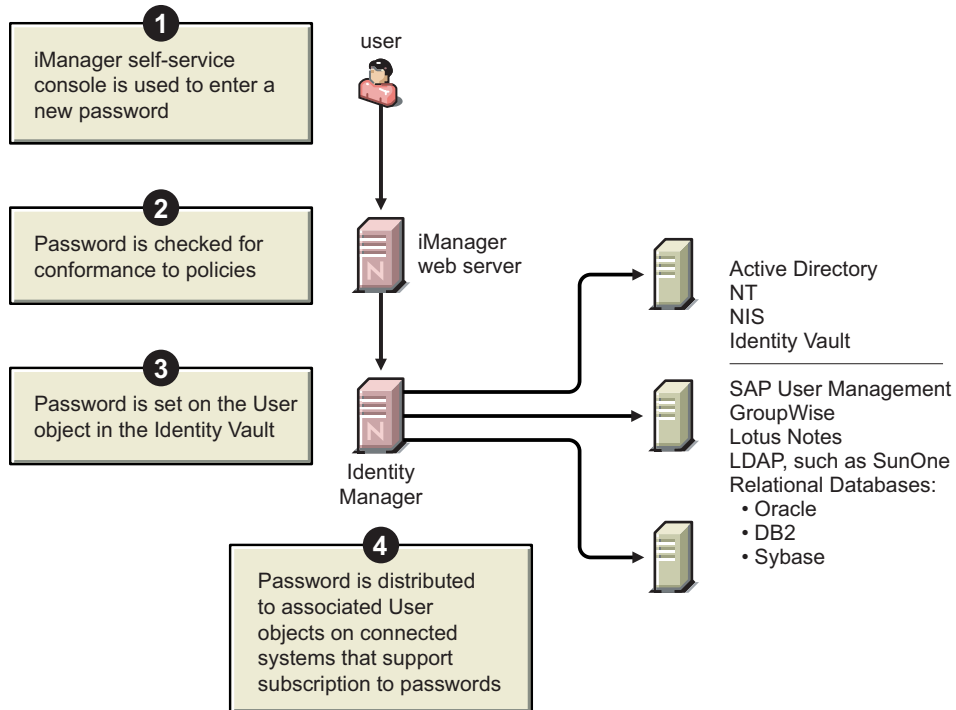 1
iManager self-service
console is used to enter a
new password
user
2
Password is checked for
conformance to policies
iManager
web server
N
3
Password is set on the User
object in the Identity Vault
N
Identity
Manager
Active Directory
NT
NIS
Identity Vault
SAP User Management
GroupWise
Lotus Notes
LDAP, such as SunOne
Relational Databases:
• Oracle
• DB2
• Sybase
4
Password is distributed
to associated User
objects on connected
systems that support
subscription to passwords